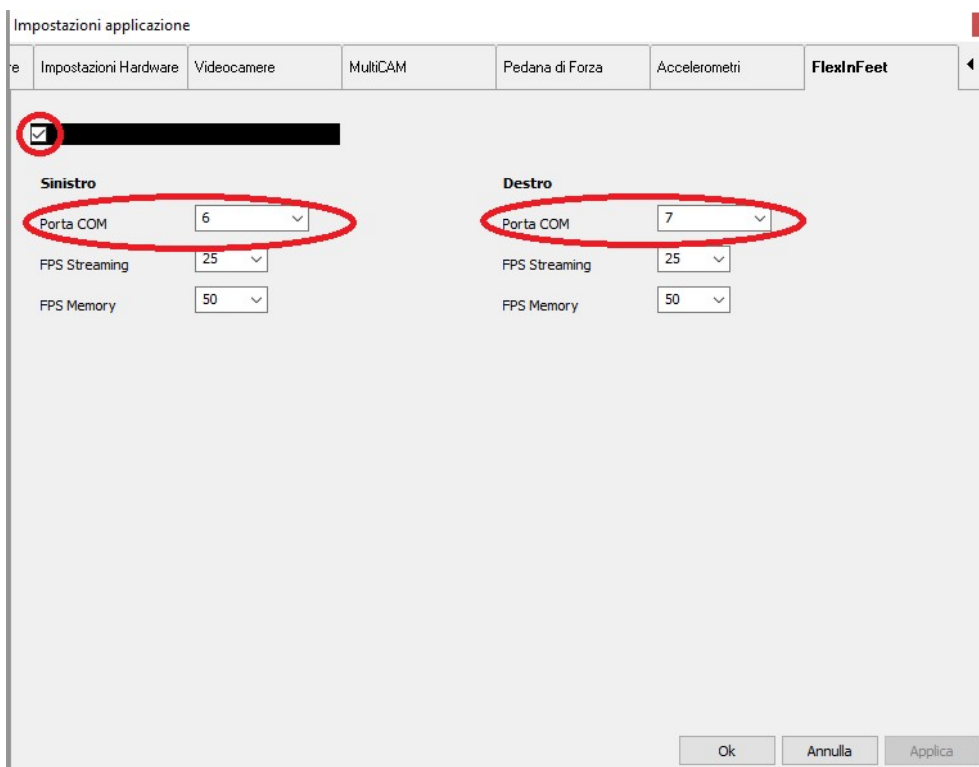 Impostazioni applicazione
re Impostazioni Hardware Videocamere MultiCAM Pedana di Forza Accelerometri FlexInFeet
Sinistro Destro
Porta COM 6 Porta COM 7
FPS Streaming 25 FPS Streaming 25
FPS Memory 50 FPS Memory 50
Ok Annulla Applica